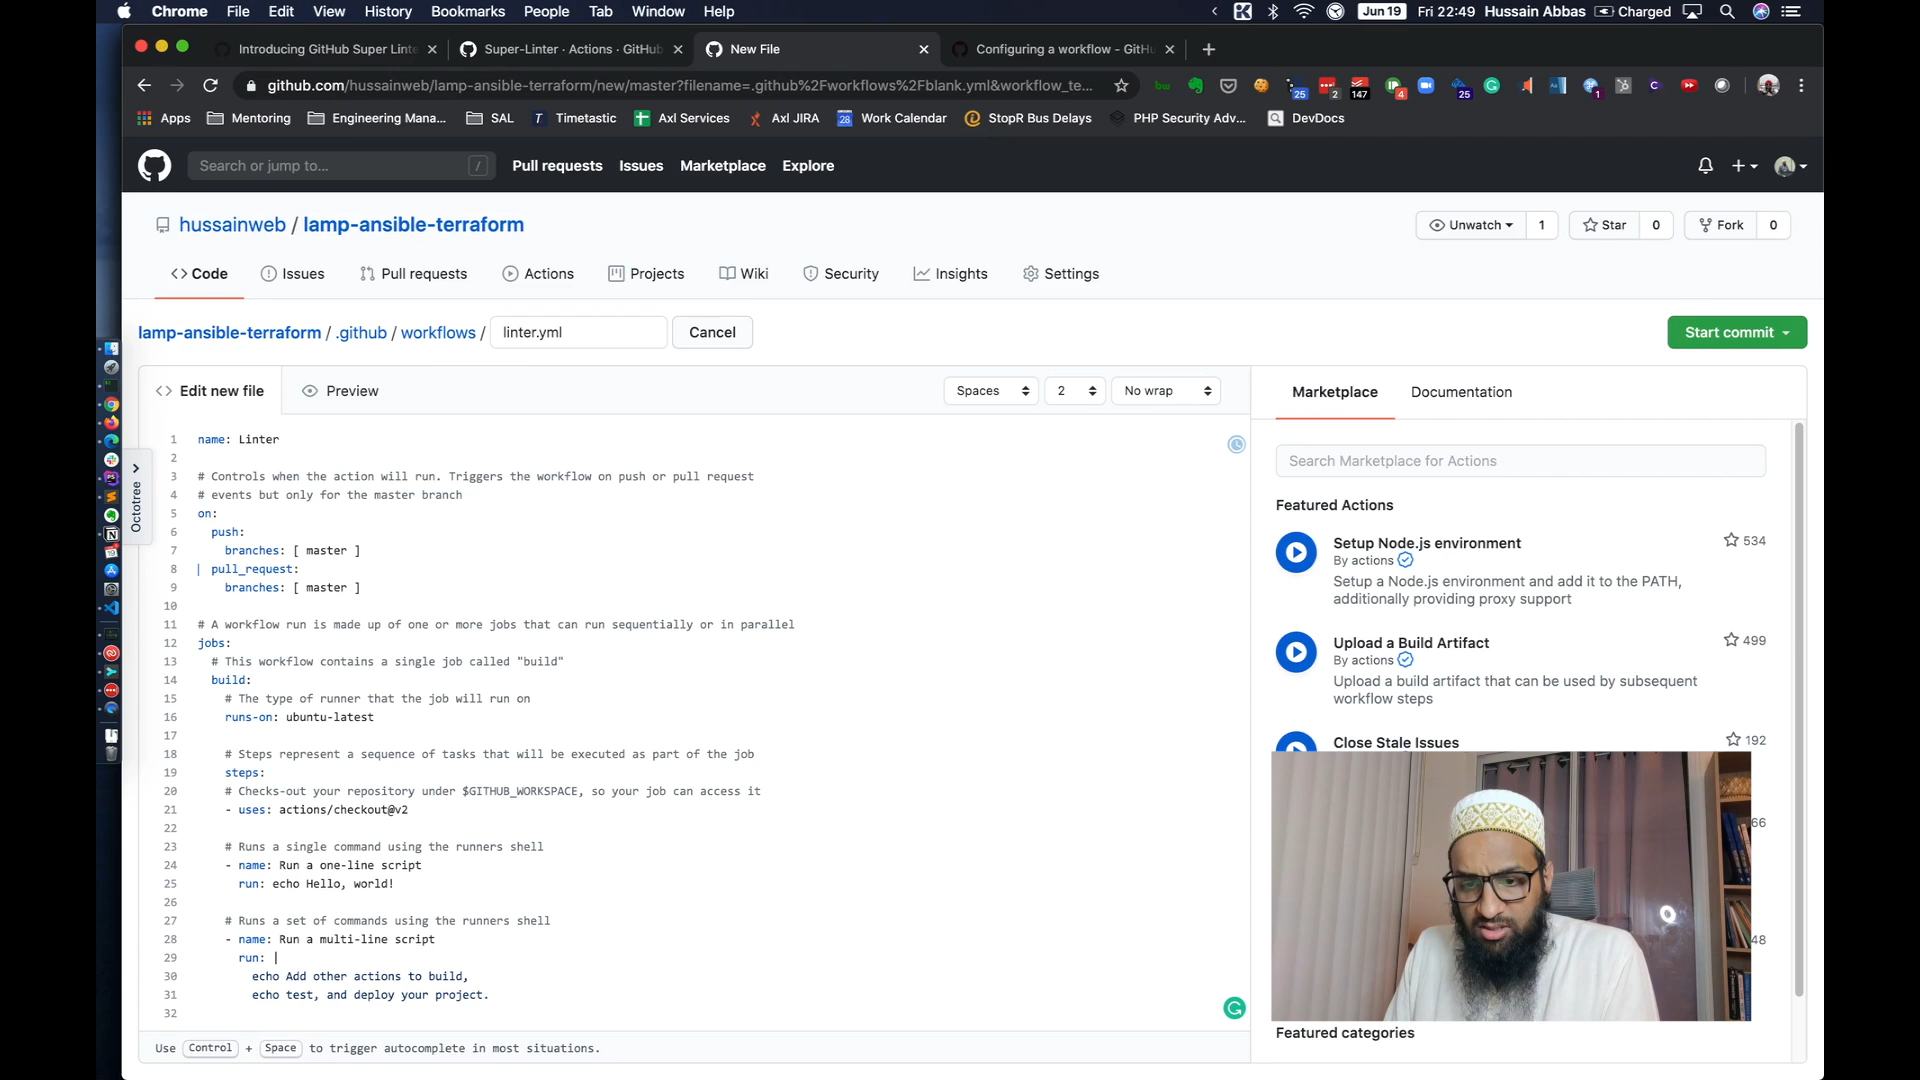 Chrome File Edit View History Bookmarks People Tab Window Help
Jun 19 Fri 22:49 Hussain Abbas Charged
Introducing GitHub Super Linte
Super-Linter · Actions · GitHub
New File
Configuring a workflow - GitHu
github.com/hussainweb/lamp-ansible-terraform/new/master?filename=.github%2Fworkflows%2Fblank.yml&workflow_te...
25 2 147 4 25 1
Apps Mentoring Engineering Mana... SAL Timetastic Axl Services Axl JIRA Work Calendar StopR Bus Delays PHP Security Adv... DevDocs
Search or jump to... /
Pull requests Issues Marketplace Explore
hussainweb / lamp-ansible-terraform
Unwatch 1 Star 0 Fork 0
Code Issues Pull requests Actions Projects Wiki Security Insights Settings
lamp-ansible-terraform / .github / workflows / linter.yml Cancel
Start commit
Edit new file Preview
Spaces 2 No wrap
Octotree
1 name: Linter
2
3 # Controls when the action will run. Triggers the workflow on push or pull request
4 # events but only for the master branch
5 on:
6 push:
7 branches: [ master ]
8 pull_request:
9 branches: [ master ]
10
11 # A workflow run is made up of one or more jobs that can run sequentially or in parallel
12 jobs:
13 # This workflow contains a single job called "build"
14 build:
15 # The type of runner that the job will run on
16 runs-on: ubuntu-latest
17
18 # Steps represent a sequence of tasks that will be executed as part of the job
19 steps:
20 # Checks-out your repository under $GITHUB_WORKSPACE, so your job can access it
21 - uses: actions/checkout@v2
22
23 # Runs a single command using the runners shell
24 - name: Run a one-line script
25 run: echo Hello, world!
26
27 # Runs a set of commands using the runners shell
28 - name: Run a multi-line script
29 run: |
30 echo Add other actions to build,
31 echo test, and deploy your project.
32
Use Control + Space to trigger autocomplete in most situations.
Marketplace Documentation
Search Marketplace for Actions
Featured Actions
Setup Node.js environment 534
By actions
Setup a Node.js environment and add it to the PATH,
additionally providing proxy support
Upload a Build Artifact 499
By actions
Upload a build artifact that can be used by subsequent
workflow steps
Close Stale Issues 192
66
48
Featured categories